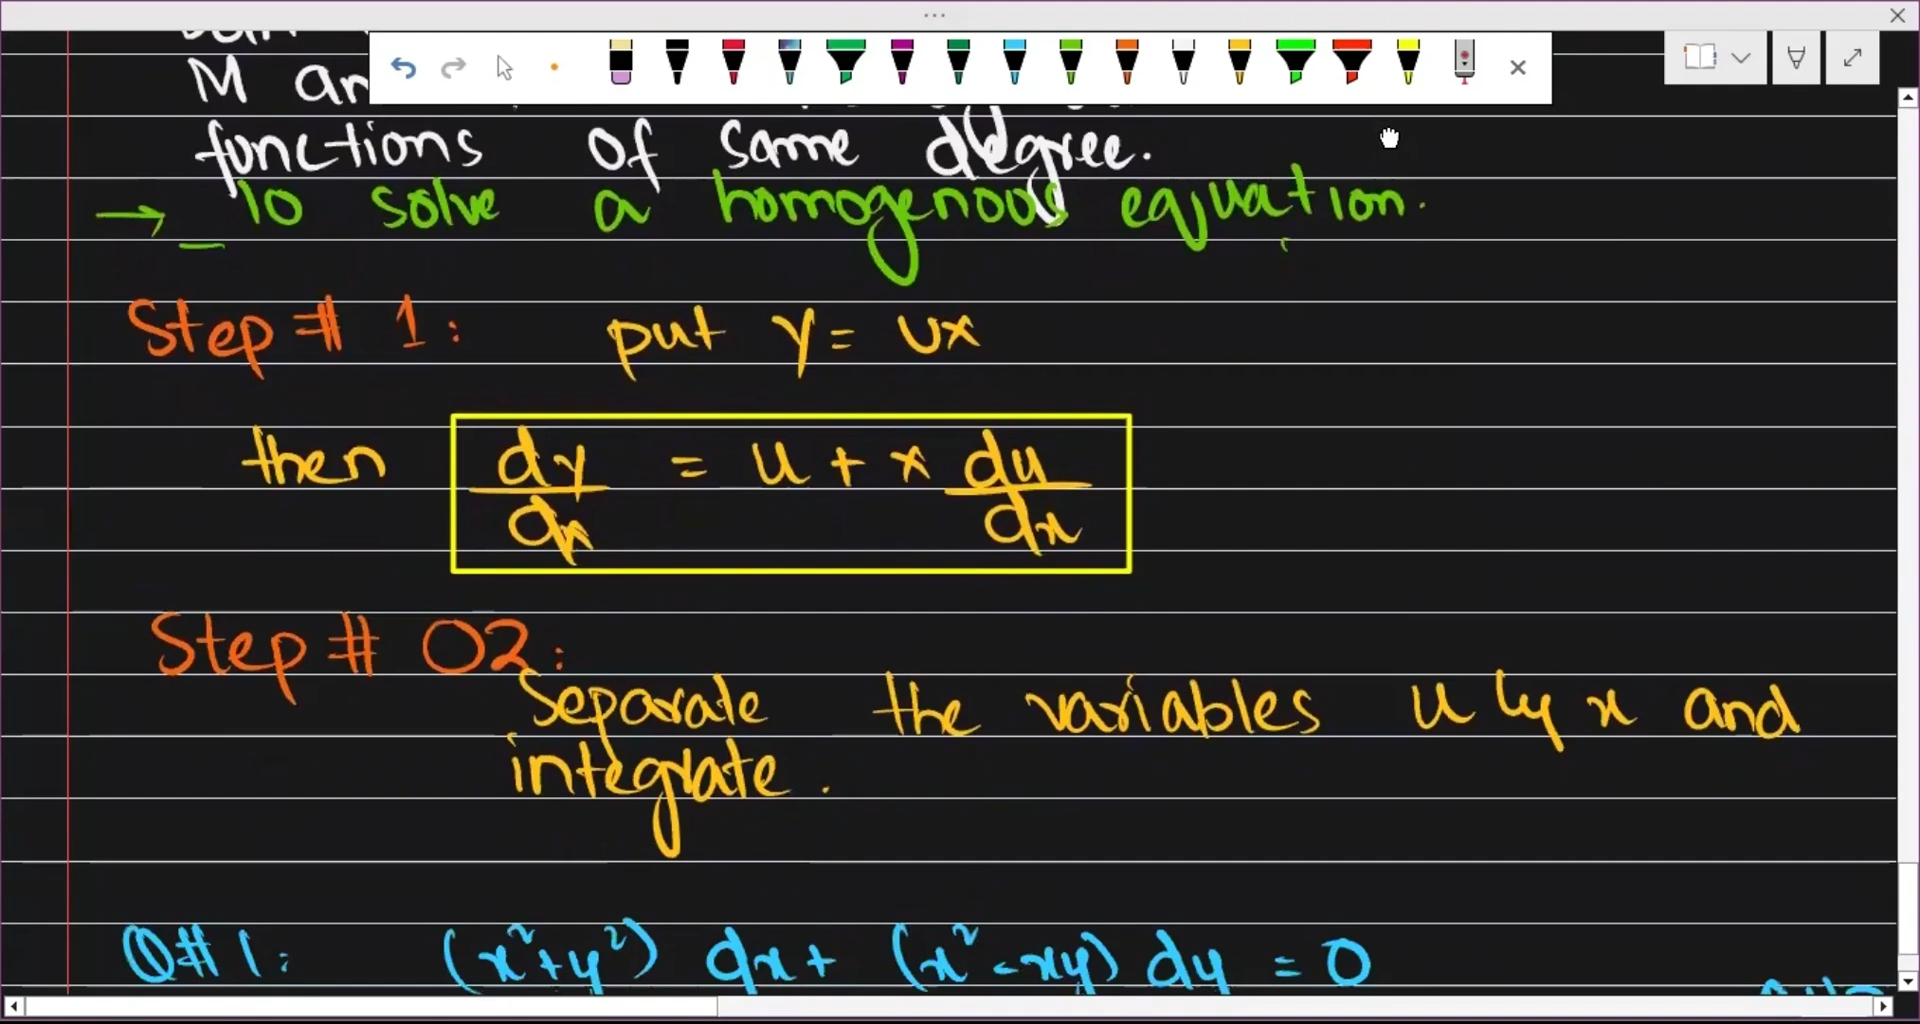 M
functions of same degree.
→ To solve a homogenous equation.
Step # 1: put y = ux
then dy/dx = u + x du/dx
Step # 02:
Separate the variables u & x and
integrate.
Q#1: (x²+y²) dx + (x²-xy) dy = 0